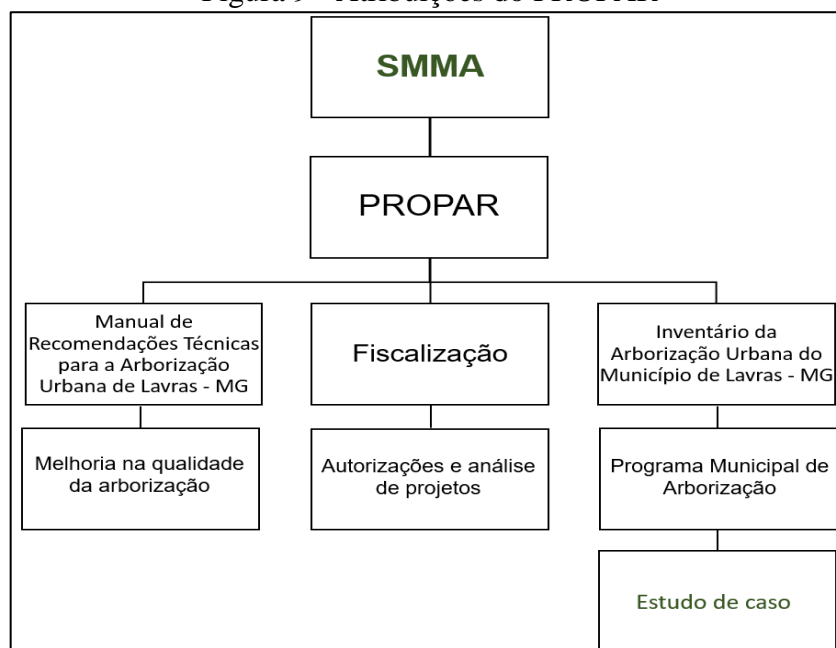 SMMA
PROPAR
Manual de
Recomendações Técnicas
para a Arborização
Urbana de Lavras - MG
Fiscalização
Inventário da
Arborização Urbana do
Município de Lavras - MG
Melhoria na qualidade
da arborização
Autorizações e análise
de projetos
Programa Municipal de
Arborização
Estudo de caso